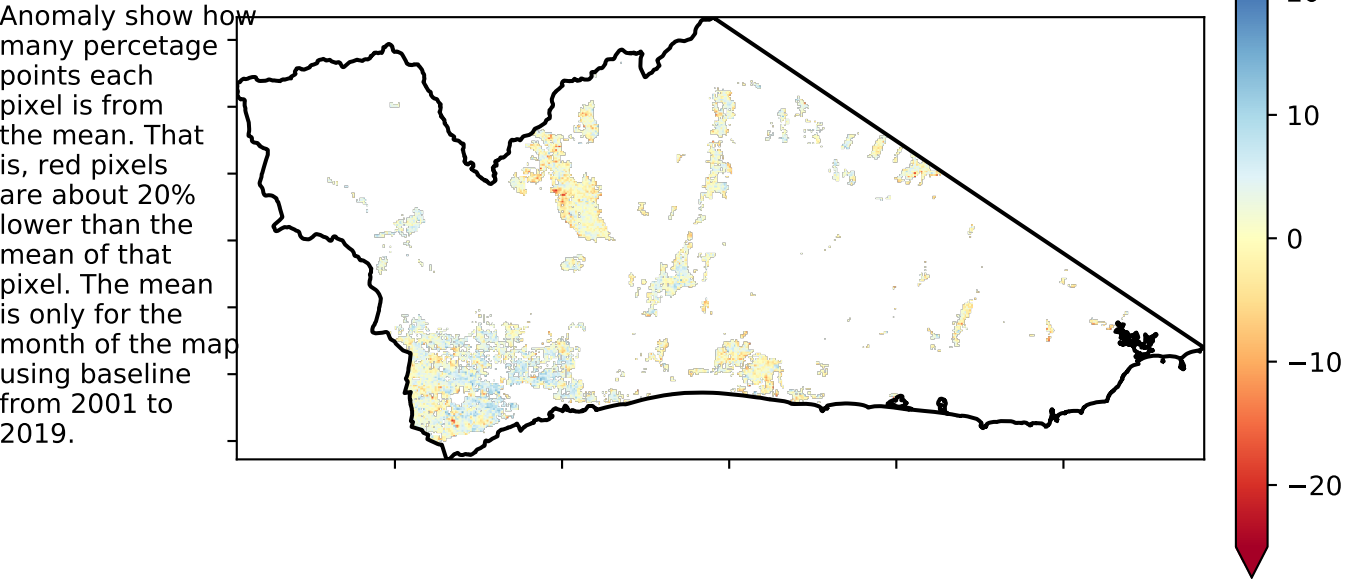 Anomaly show how
many percetage
points each
pixel is from
the mean. That
is, red pixels
are about 20%
lower than the
mean of that
pixel. The mean
is only for the
month of the map
using baseline
from 2001 to
2019.
10
0
−10
−20